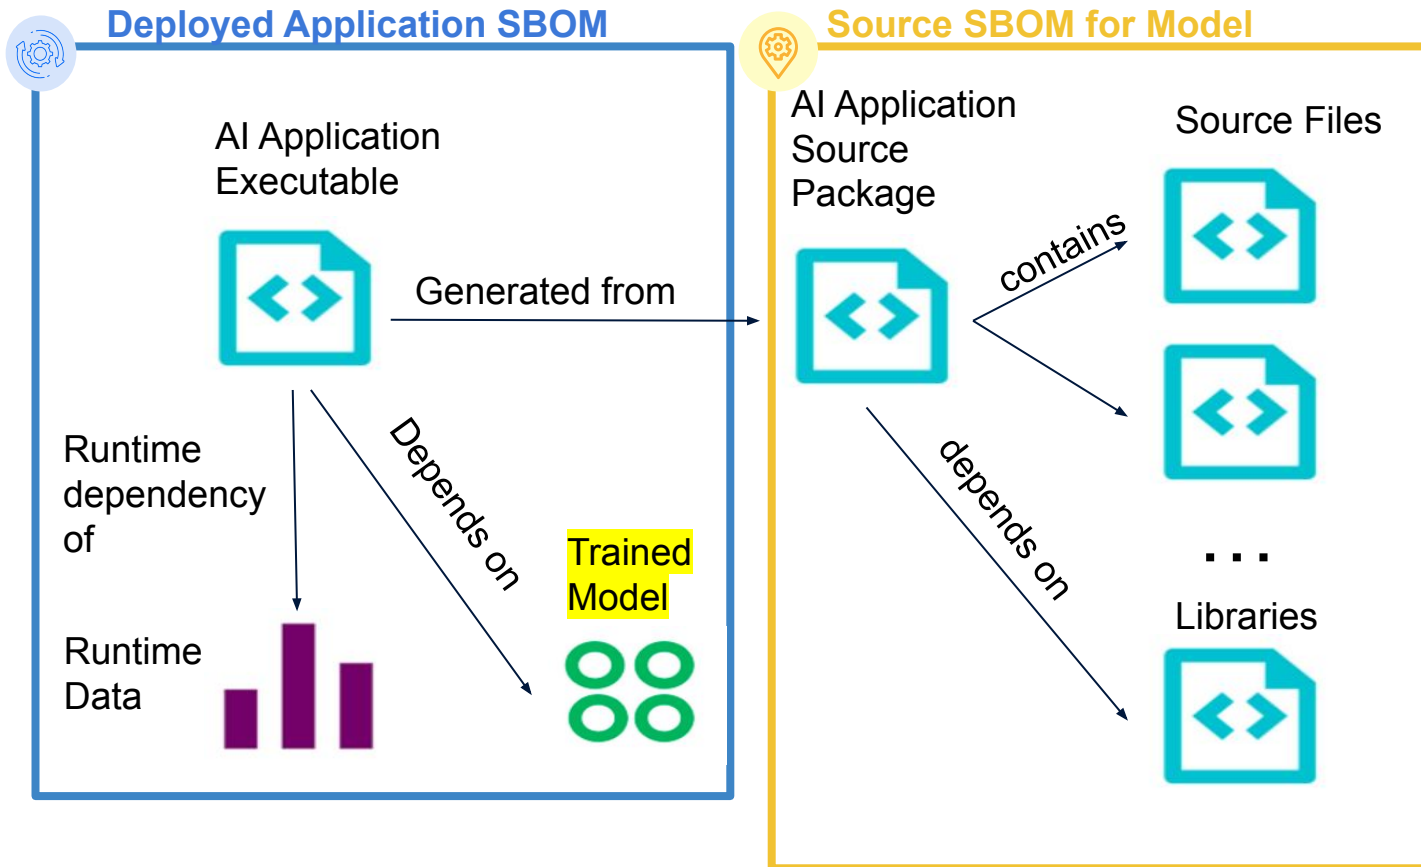 Deployed Application SBOM
AI Application
Executable
Generated from
Runtime
dependency
of
Depends on
Trained
Model
Runtime
Data
Source SBOM for Model
AI Application
Source
Package
Source Files
contains
depends on
...
Libraries